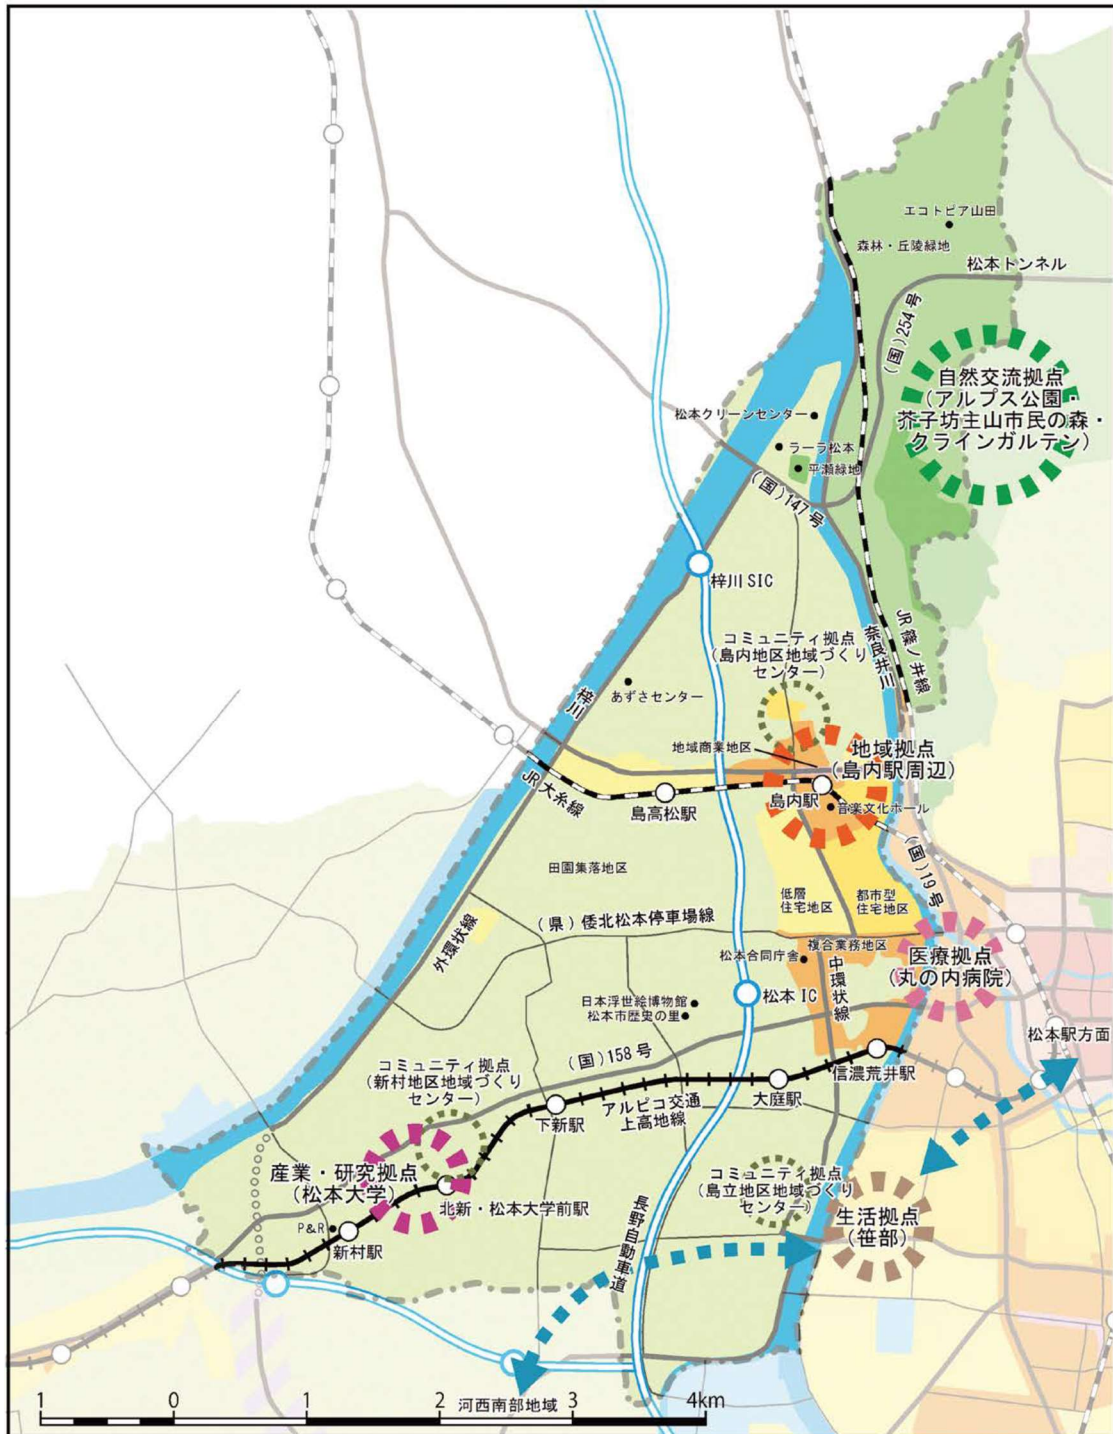 エコトピア山田
森林・丘陵緑地
松本トンネル
(国)254号
自然交流拠点
(アルプス公園・
芥子坊主山市民の森・
クラインガルテン)
松本クリーンセンター
ラーラ松本
平瀬緑地
(国)147号
梓川SIC
コミュニティ拠点
(島内地区地域づくり
センター)
奈良井川
JR篠ノ井線
梓川
あずさセンター
地域商業地区
地域拠点
(島内駅周辺)
JR大糸線
島高松駅
島内駅
音楽文化ホール
(国)19号
田園集落地区
低層
住宅地区
都市型
住宅地区
外環状線
(県)倭北松本停車場線
複合業務地区
松本合同庁舎
中環状線
医療拠点
(丸の内病院)
日本浮世絵博物館
松本市歴史の里
松本IC
松本駅方面
(国)158号
コミュニティ拠点
(新村地区地域づくり
センター)
信濃荒井駅
大庭駅
下新駅
アルピコ交通
上高地線
産業・研究拠点
(松本大学)
北新・松本大学前駅
コミュニティ拠点
(島立地区地域づくり
センター)
生活拠点
(笹部)
P&R
新村駅
長野自動車道
河西南部地域
1 0 1 2 3 4km